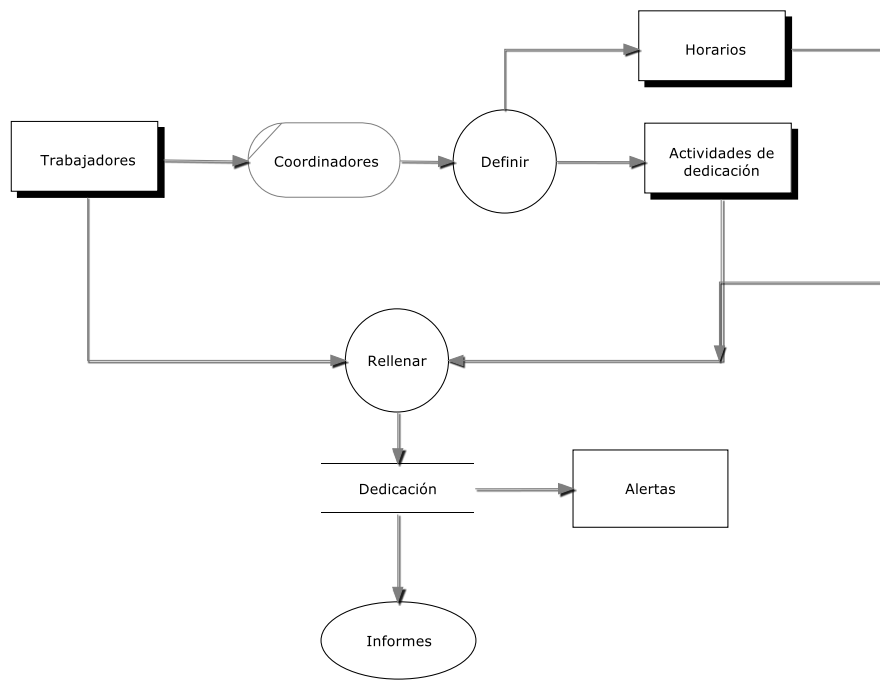 Horarios
Trabajadores
Coordinadores
Definir
Actividades de
dedicación
Rellenar
Dedicación
Alertas
Informes